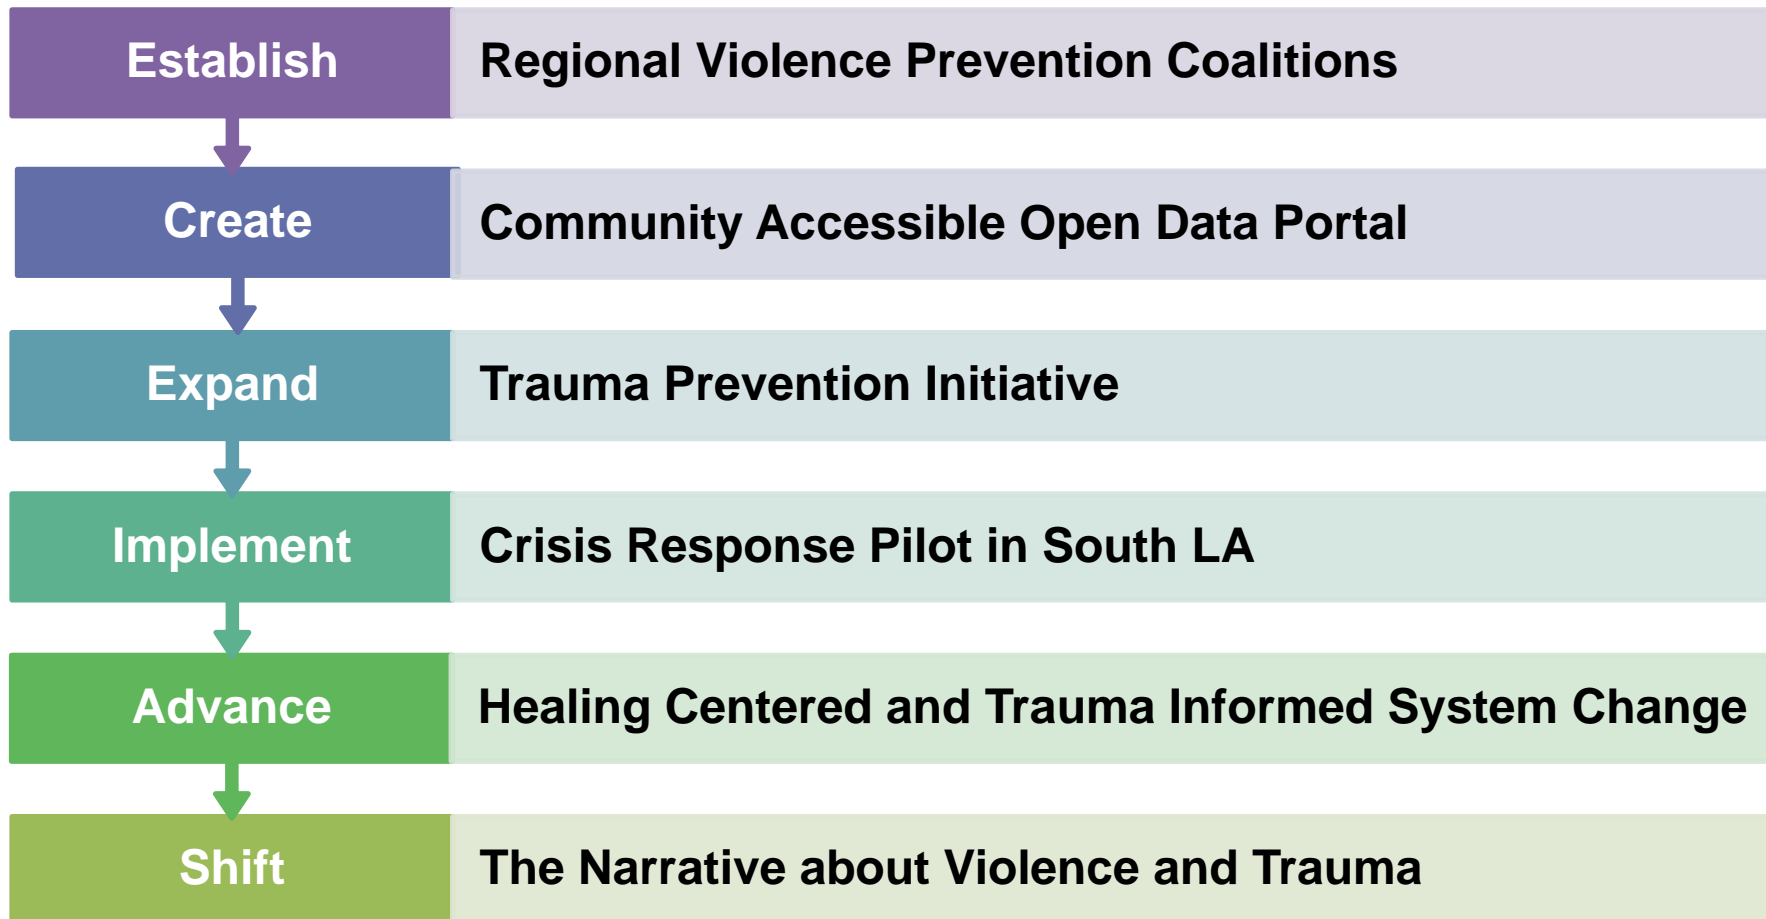 Establish
Regional Violence Prevention Coalitions
Create
Community Accessible Open Data Portal
Expand
Trauma Prevention Initiative
Implement
Crisis Response Pilot in South LA
Advance
Healing Centered and Trauma Informed System Change
Shift
The Narrative about Violence and Trauma